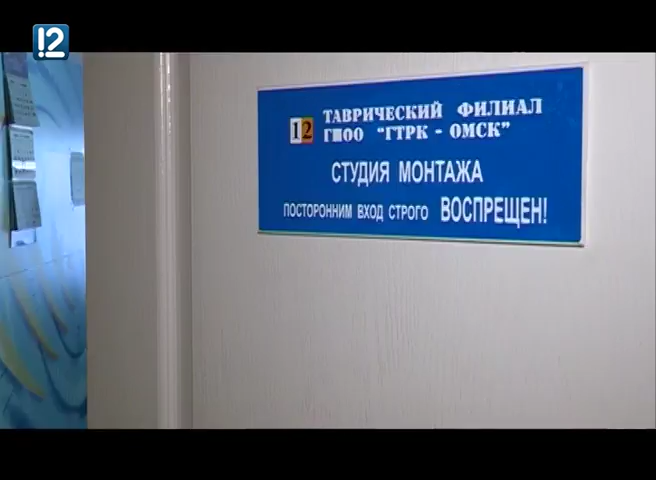 12
12 ТАВРИЧЕСКИЙ ФИЛИАЛ
ГПОО "ГТРК - ОМСК"
СТУДИЯ МОНТАЖА
ПОСТОРОННИМ ВХОД СТРОГО ВОСПРЕЩЕН!